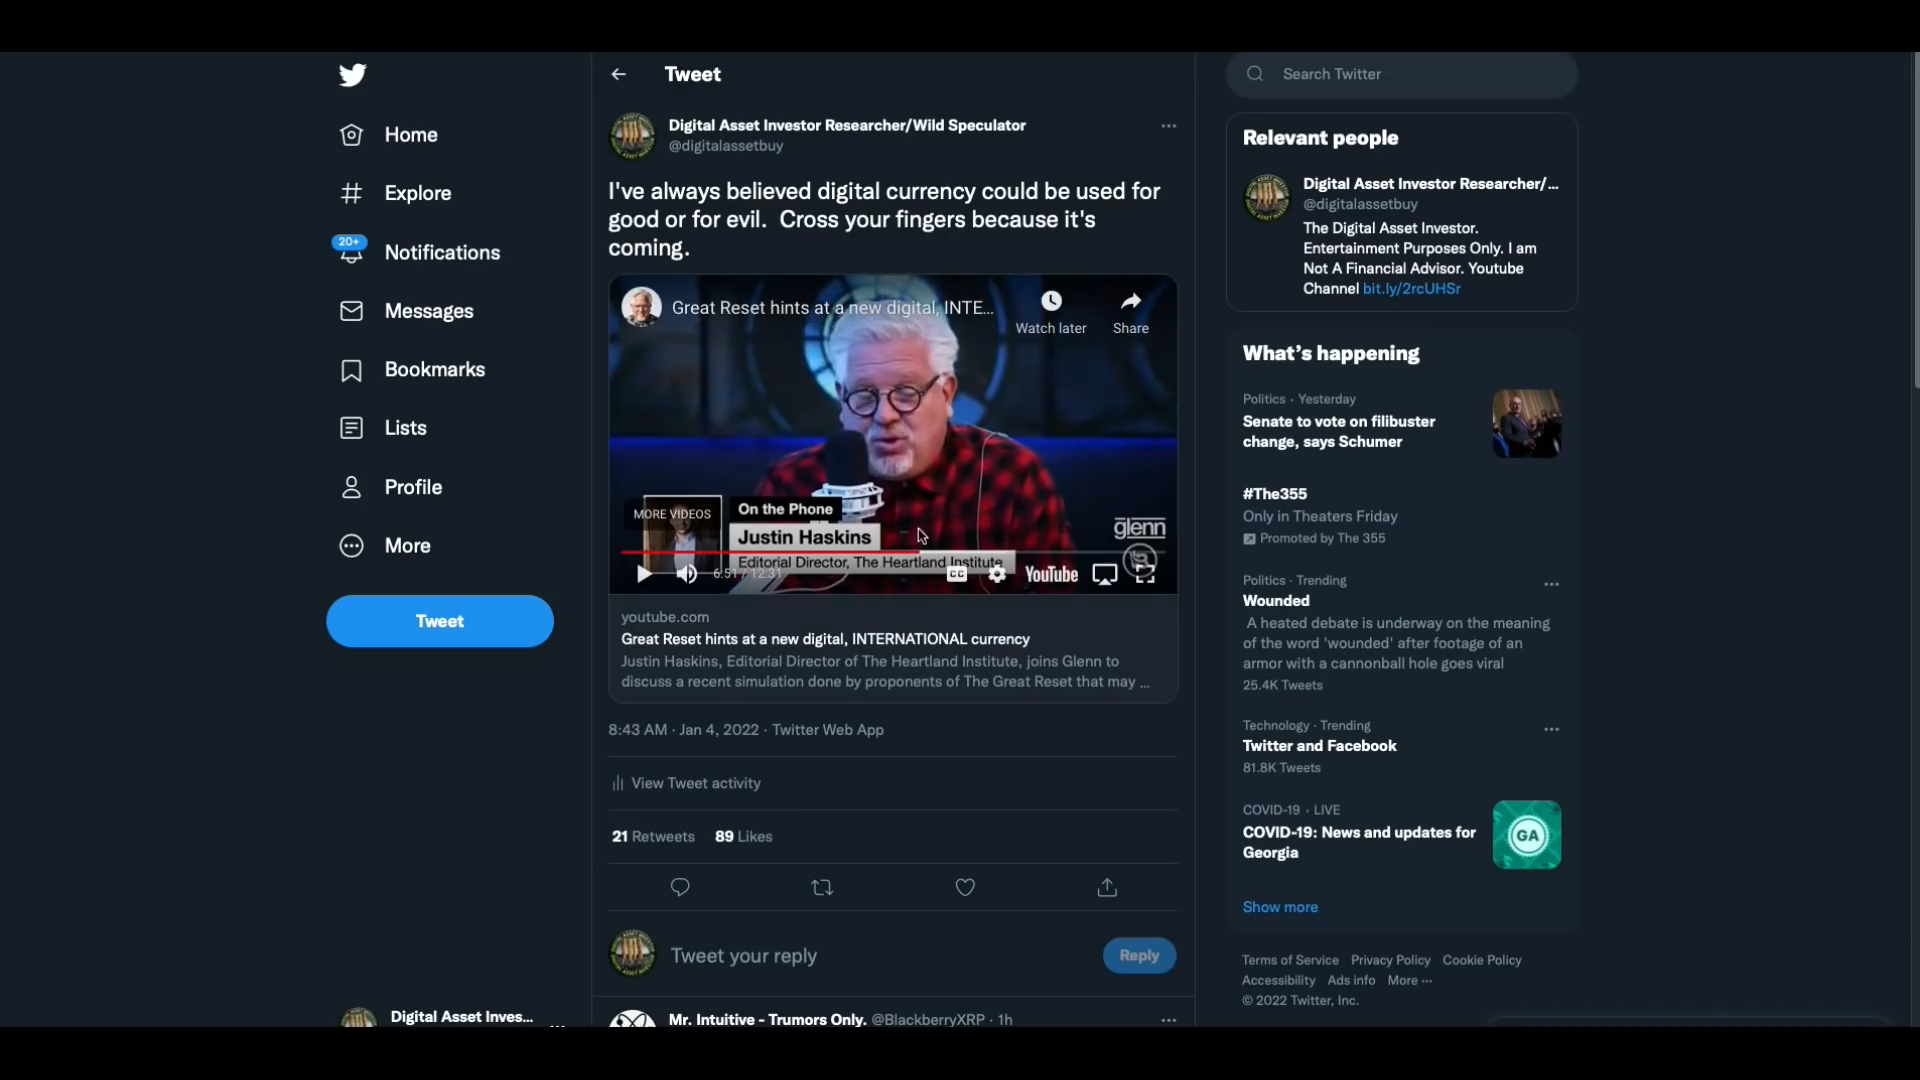 Home
Explore
20+
Notifications
Messages
Bookmarks
Lists
Profile
More
Tweet
Digital Asset Inves...
Tweet
Digital Asset Investor Researcher/Wild Speculator
@digitalassetbuy
I've always believed digital currency could be used for
good or for evil.  Cross your fingers because it's
coming.
Great Reset hints at a new digital, INTE...
Watch later
Share
MORE VIDEOS
On the Phone
Justin Haskins
Editorial Director, The Heartland Institute
glenn
6:51 / 12:31
CC
YouTube
youtube.com
Great Reset hints at a new digital, INTERNATIONAL currency
Justin Haskins, Editorial Director of The Heartland Institute, joins Glenn to
discuss a recent simulation done by proponents of The Great Reset that may ...
8:43 AM · Jan 4, 2022 · Twitter Web App
View Tweet activity
21 Retweets 89 Likes
Tweet your reply
Reply
Mr. Intuitive - Trumors Only. @BlackberryXRP · 1h
Search Twitter
Relevant people
Digital Asset Investor Researcher/...
@digitalassetbuy
The Digital Asset Investor.
Entertainment Purposes Only. I am
Not A Financial Advisor. Youtube
Channel bit.ly/2rcUHSr
What's happening
Politics · Yesterday
Senate to vote on filibuster
change, says Schumer
#The355
Only in Theaters Friday
Promoted by The 355
Politics · Trending
Wounded
A heated debate is underway on the meaning
of the word 'wounded' after footage of an
armor with a cannonball hole goes viral
25.4K Tweets
Technology · Trending
Twitter and Facebook
81.8K Tweets
COVID-19 · LIVE
COVID-19: News and updates for
Georgia
GA
Show more
Terms of Service Privacy Policy Cookie Policy
Accessibility Ads info More ...
© 2022 Twitter, Inc.